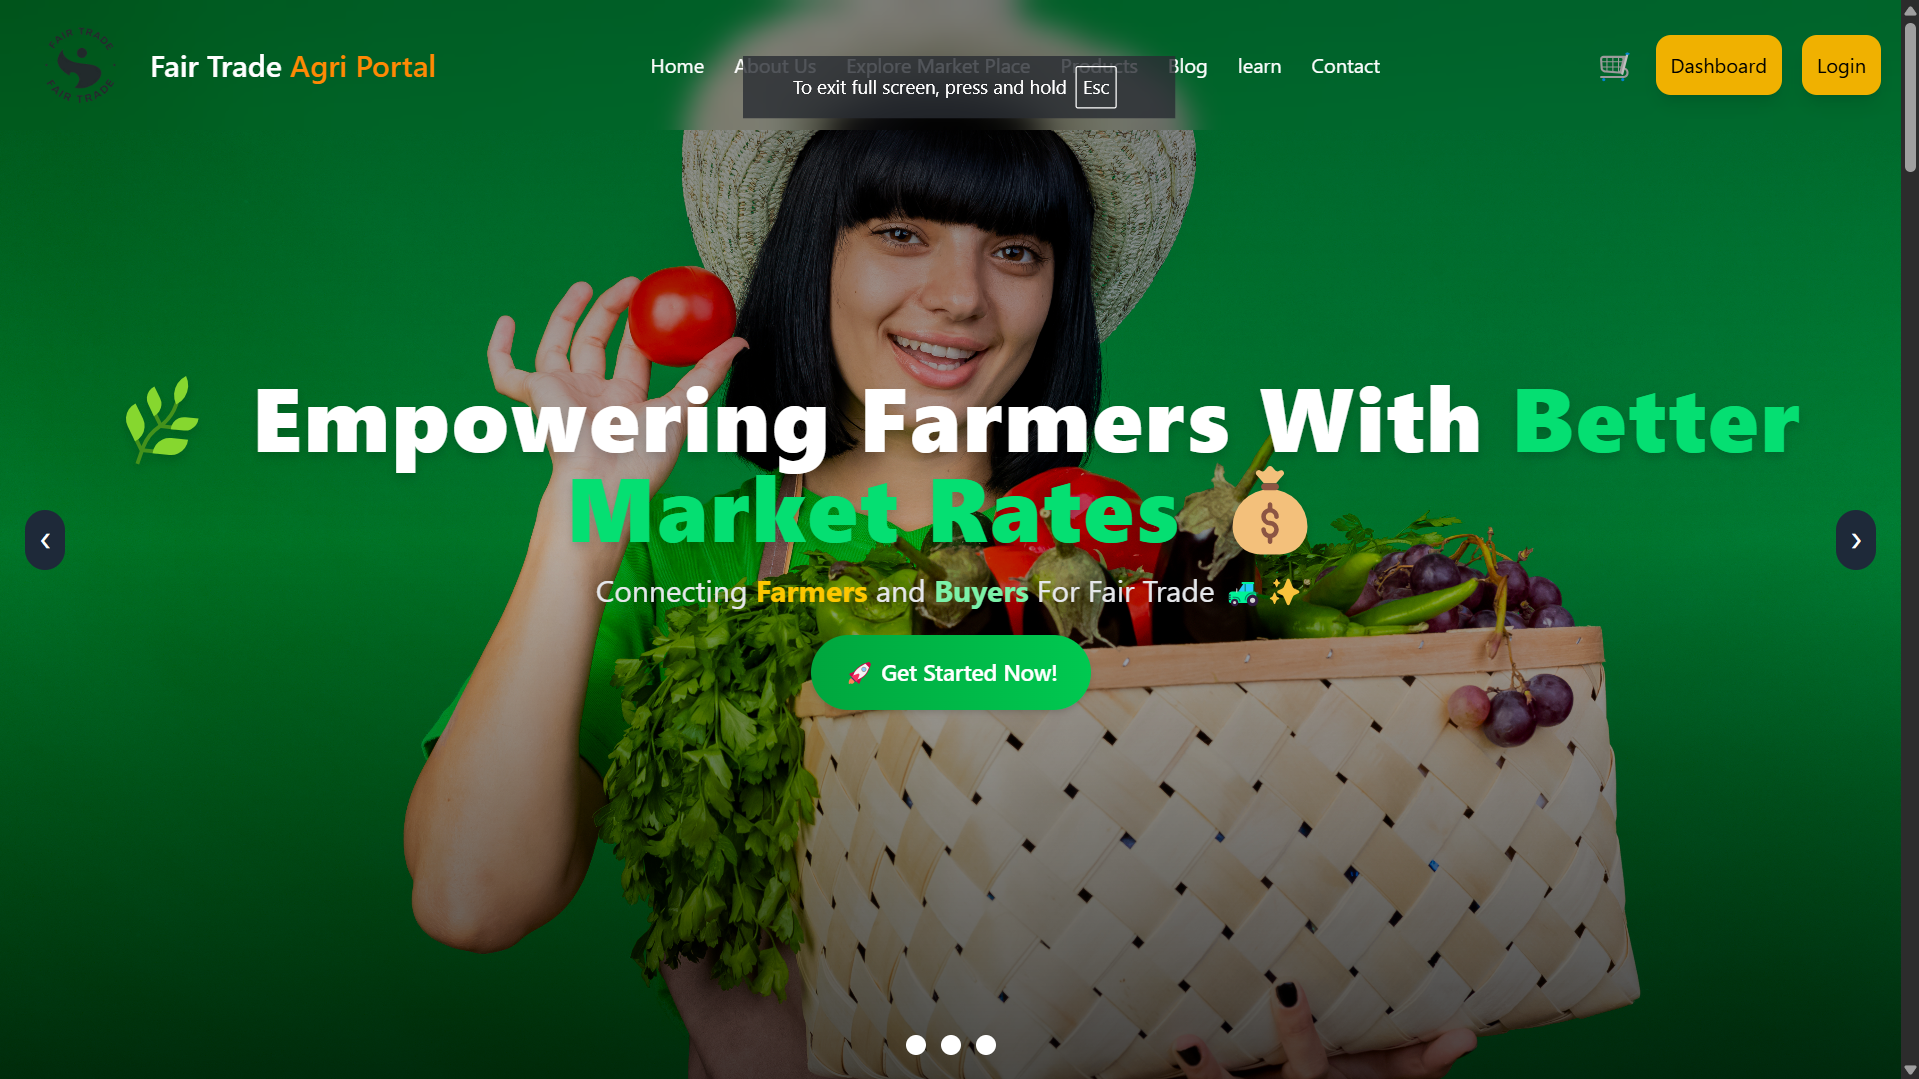 FAIR TRADE
FAIR TRADE
Fair Trade Agri Portal
Home About Us Explore Market Place Products Blog learn Contact
Dashboard
Login
To exit full screen, press and hold Esc
🌿 Empowering Farmers With Better
Market Rates 💰
Connecting Farmers and Buyers For Fair Trade 🚜✨
🚀 Get Started Now!